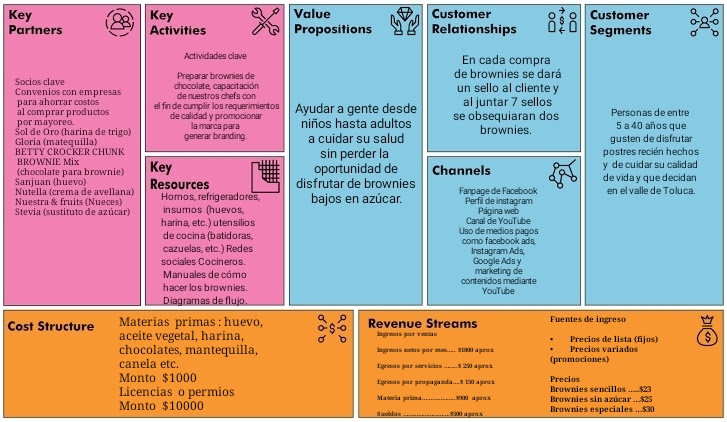 Key
Partners
Socios clave
Convenios con empresas
para ahorrar costos
al comprar productos
por mayoreo.
Sol de Oro (harina de trigo)
Gloria (matequilla)
BETTY CROCKER CHUNK
BROWNIE Mix
(chocolate para brownie)
Sanjuan (huevo)
Nutella (crema de avellana)
Nuestra & fruits (Nueces)
Stevia (sustituto de azúcar)
Key
Activities
Actividades clave
Preparar brownies de
chocolate, capacitación
de nuestros chefs con
el fin de cumplir los requerimientos
de calidad y promocionar
la marca para
generar branding.
Key
Resources
Hornos, refrigeradores,
insumos (huevos,
harina, etc.) utensilios
de cocina (batidoras,
cazuelas, etc.) Redes
sociales Cocineros.
Manuales de cómo
hacer los brownies.
Diagramas de flujo.
Value
Propositions
Ayudar a gente desde
niños hasta adultos
a cuidar su salud
sin perder la
oportunidad de
disfrutar de brownies
bajos en azúcar.
Customer
Relationships
En cada compra
de brownies se dará
un sello al cliente y
al juntar 7 sellos
se obsequiaran dos
brownies.
Channels
Fanpage de Facebook
Perfil de instagram
Página web
Canal de YouTube
Uso de medios pagos
como facebook ads,
Instagram Ads,
Google Ads y
marketing de
contenidos mediante
YouTube
Customer
Segments
Personas de entre
5 a 40 años que
gusten de disfrutar
postres recién hechos
y de cuidar su calidad
de vida y que decidan
en el valle de Toluca.
Cost Structure
Materias primas : huevo,
aceite vegetal, harina,
chocolates, mantequilla,
canela etc.
Monto $1000
Licencias o permios
Monto $10000
Revenue Streams
Ingresos por ventas
Ingresos netos por mes..... $1800 aprox
Egresos por servicios ........$ 250 aprox
Egresos por propaganda....$ 150 aprox
Materia prima....................$900 aprox
Sueldos ............................$500 aprox
Fuentes de ingreso
• Precios de lista (fijos)
• Precios variados
(promociones)
Precios
Brownies sencillos .....$23
Brownies sin azúcar ...$25
Brownies especiales ...$30